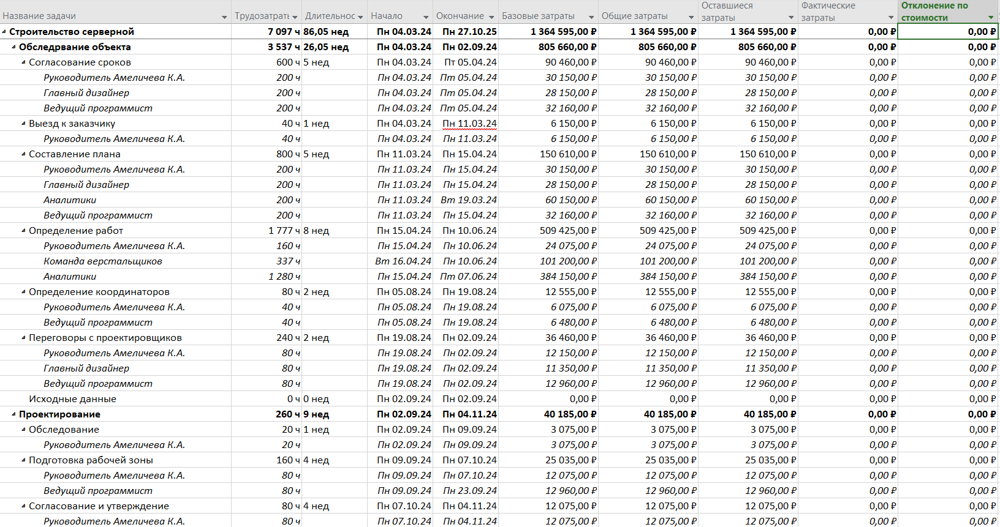 Название задачи Трудозатраты Длительнос Начало Окончание Базовые затраты Общие затраты Оставшиеся затраты Фактические затраты Отклонение по стоимости
Строительство серверной 7 097 ч 86,05 нед Пн 04.03.24 Пн 27.10.25 1 364 595,00 ₽ 1 364 595,00 ₽ 1 364 595,00 ₽ 0,00 ₽ 0,00 ₽
Обследрвание объекта 3 537 ч 26,05 нед Пн 04.03.24 Пн 02.09.24 805 660,00 ₽ 805 660,00 ₽ 805 660,00 ₽ 0,00 ₽ 0,00 ₽
Согласование сроков 600 ч 5 нед Пн 04.03.24 Пт 05.04.24 90 460,00 ₽ 90 460,00 ₽ 90 460,00 ₽ 0,00 ₽ 0,00 ₽
Руководитель Амеличева К.А. 200 ч Пн 04.03.24 Пт 05.04.24 30 150,00 ₽ 30 150,00 ₽ 30 150,00 ₽ 0,00 ₽ 0,00 ₽
Главный дизайнер 200 ч Пн 04.03.24 Пт 05.04.24 28 150,00 ₽ 28 150,00 ₽ 28 150,00 ₽ 0,00 ₽ 0,00 ₽
Ведущий программист 200 ч Пн 04.03.24 Пт 05.04.24 32 160,00 ₽ 32 160,00 ₽ 32 160,00 ₽ 0,00 ₽ 0,00 ₽
Выезд к заказчику 40 ч 1 нед Пн 04.03.24 Пн 11.03.24 6 150,00 ₽ 6 150,00 ₽ 6 150,00 ₽ 0,00 ₽ 0,00 ₽
Руководитель Амеличева К.А. 40 ч Пн 04.03.24 Пн 11.03.24 6 150,00 ₽ 6 150,00 ₽ 6 150,00 ₽ 0,00 ₽ 0,00 ₽
Составление плана 800 ч 5 нед Пн 11.03.24 Пн 15.04.24 150 610,00 ₽ 150 610,00 ₽ 150 610,00 ₽ 0,00 ₽ 0,00 ₽
Руководитель Амеличева К.А. 200 ч Пн 11.03.24 Пн 15.04.24 30 150,00 ₽ 30 150,00 ₽ 30 150,00 ₽ 0,00 ₽ 0,00 ₽
Главный дизайнер 200 ч Пн 11.03.24 Пн 15.04.24 28 150,00 ₽ 28 150,00 ₽ 28 150,00 ₽ 0,00 ₽ 0,00 ₽
Аналитики 200 ч Пн 11.03.24 Вт 19.03.24 60 150,00 ₽ 60 150,00 ₽ 60 150,00 ₽ 0,00 ₽ 0,00 ₽
Ведущий программист 200 ч Пн 11.03.24 Пн 15.04.24 32 160,00 ₽ 32 160,00 ₽ 32 160,00 ₽ 0,00 ₽ 0,00 ₽
Определение работ 1 777 ч 8 нед Пн 15.04.24 Пн 10.06.24 509 425,00 ₽ 509 425,00 ₽ 509 425,00 ₽ 0,00 ₽ 0,00 ₽
Руководитель Амеличева К.А. 160 ч Пн 15.04.24 Пн 10.06.24 24 075,00 ₽ 24 075,00 ₽ 24 075,00 ₽ 0,00 ₽ 0,00 ₽
Команда верстальщиков 337 ч Вт 16.04.24 Пн 10.06.24 101 200,00 ₽ 101 200,00 ₽ 101 200,00 ₽ 0,00 ₽ 0,00 ₽
Аналитики 1 280 ч Пн 15.04.24 Пт 07.06.24 384 150,00 ₽ 384 150,00 ₽ 384 150,00 ₽ 0,00 ₽ 0,00 ₽
Определение координаторов 80 ч 2 нед Пн 05.08.24 Пн 19.08.24 12 555,00 ₽ 12 555,00 ₽ 12 555,00 ₽ 0,00 ₽ 0,00 ₽
Руководитель Амеличева К.А. 40 ч Пн 05.08.24 Пн 19.08.24 6 075,00 ₽ 6 075,00 ₽ 6 075,00 ₽ 0,00 ₽ 0,00 ₽
Ведущий программист 40 ч Пн 05.08.24 Пн 19.08.24 6 480,00 ₽ 6 480,00 ₽ 6 480,00 ₽ 0,00 ₽ 0,00 ₽
Переговоры с проектировщиков 240 ч 2 нед Пн 19.08.24 Пн 02.09.24 36 460,00 ₽ 36 460,00 ₽ 36 460,00 ₽ 0,00 ₽ 0,00 ₽
Руководитель Амеличева К.А. 80 ч Пн 19.08.24 Пн 02.09.24 12 150,00 ₽ 12 150,00 ₽ 12 150,00 ₽ 0,00 ₽ 0,00 ₽
Главный дизайнер 80 ч Пн 19.08.24 Пн 02.09.24 11 350,00 ₽ 11 350,00 ₽ 11 350,00 ₽ 0,00 ₽ 0,00 ₽
Ведущий программист 80 ч Пн 19.08.24 Пн 02.09.24 12 960,00 ₽ 12 960,00 ₽ 12 960,00 ₽ 0,00 ₽ 0,00 ₽
Исходные данные 0 ч 0 нед Пн 02.09.24 Пн 02.09.24 0,00 ₽ 0,00 ₽ 0,00 ₽ 0,00 ₽ 0,00 ₽
Проектирование 260 ч 9 нед Пн 02.09.24 Пн 04.11.24 40 185,00 ₽ 40 185,00 ₽ 40 185,00 ₽ 0,00 ₽ 0,00 ₽
Обследование 20 ч 1 нед Пн 02.09.24 Пн 09.09.24 3 075,00 ₽ 3 075,00 ₽ 3 075,00 ₽ 0,00 ₽ 0,00 ₽
Руководитель Амеличева К.А. 20 ч Пн 02.09.24 Пн 09.09.24 3 075,00 ₽ 3 075,00 ₽ 3 075,00 ₽ 0,00 ₽ 0,00 ₽
Подготовка рабочей зоны 160 ч 4 нед Пн 09.09.24 Пн 07.10.24 25 035,00 ₽ 25 035,00 ₽ 25 035,00 ₽ 0,00 ₽ 0,00 ₽
Руководитель Амеличева К.А. 80 ч Пн 09.09.24 Пн 07.10.24 12 075,00 ₽ 12 075,00 ₽ 12 075,00 ₽ 0,00 ₽ 0,00 ₽
Ведущий программист 80 ч Пн 09.09.24 Пн 23.09.24 12 960,00 ₽ 12 960,00 ₽ 12 960,00 ₽ 0,00 ₽ 0,00 ₽
Согласование и утверждение 80 ч 4 нед Пн 07.10.24 Пн 04.11.24 12 075,00 ₽ 12 075,00 ₽ 12 075,00 ₽ 0,00 ₽ 0,00 ₽
Руководитель Амеличева К.А. 80 ч Пн 07.10.24 Пн 04.11.24 12 075,00 ₽ 12 075,00 ₽ 12 075,00 ₽ 0,00 ₽ 0,00 ₽